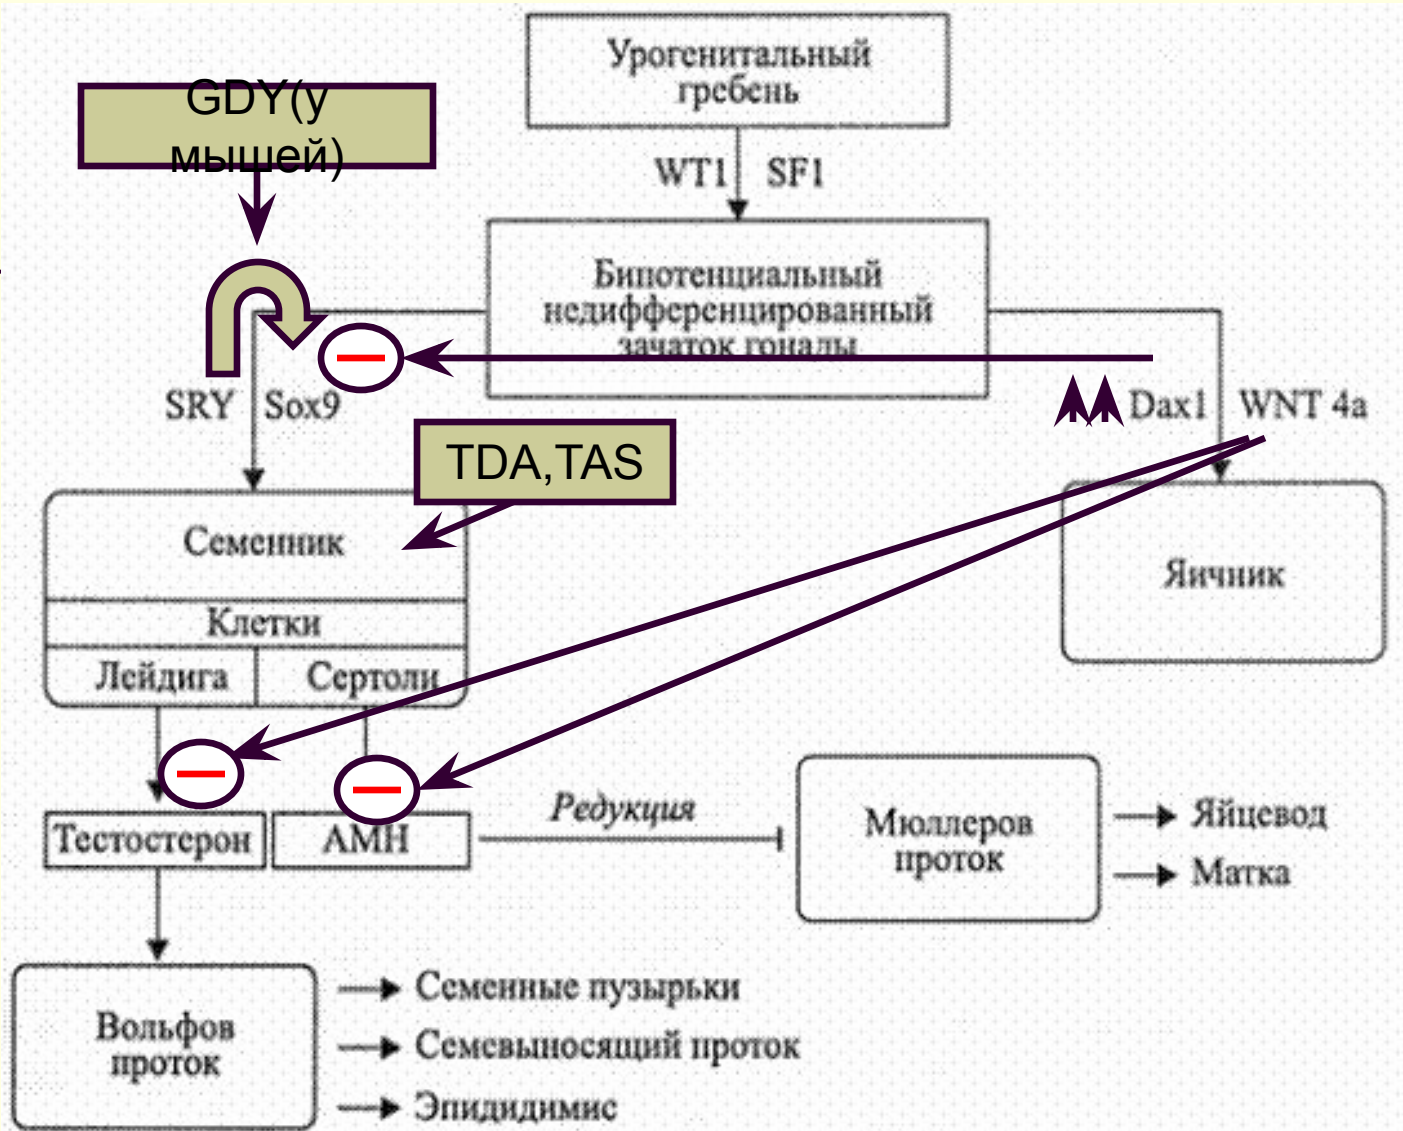 Урогенитальный
гребень
GDY(у
мышей)
WT1 SF1
Бипотенциальный
недифференцированный
зачаток гонады
SRY Sox9
Dax1 WNT 4a
TDA,TAS
Семенник
Яичник
Клетки
Лейдига Сертоли
Тестостерон АМН
Редукция
Мюллеров
проток
Яйцевод
Матка
Вольфов
проток
Семенные пузырьки
Семевыносящий проток
Эпидидимис